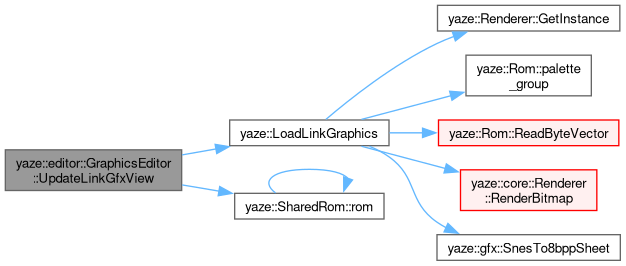 yaze::editor::GraphicsEditor
::UpdateLinkGfxView
yaze::LoadLinkGraphics
yaze::SharedRom::rom
yaze::Renderer::GetInstance
yaze::Rom::palette
_group
yaze::Rom::ReadByteVector
yaze::core::Renderer
::RenderBitmap
yaze::gfx::SnesTo8bppSheet